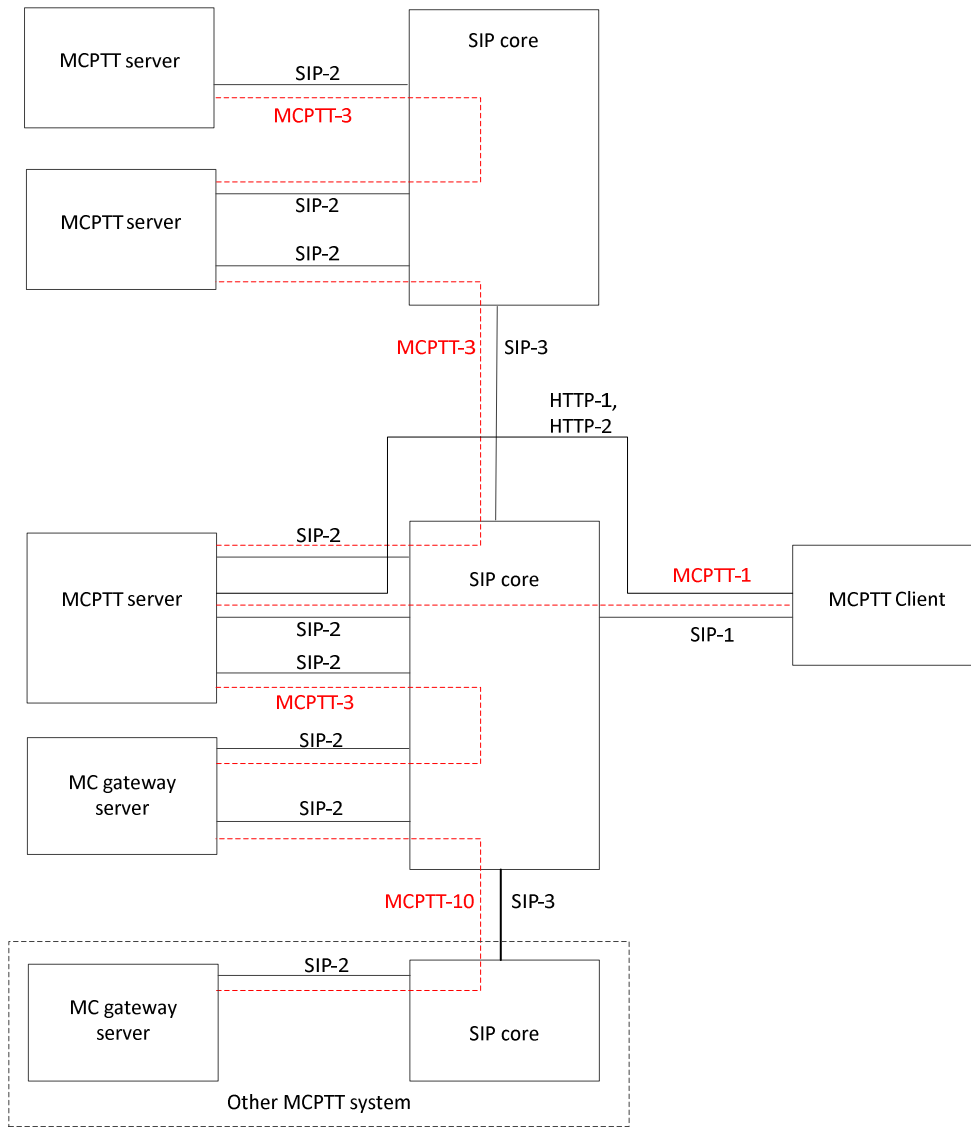 SIP core
MCPTT server
SIP-2
MCPTT-3
SIP-2
MCPTT server
SIP-2
MCPTT-3
SIP-3
HTTP-1,
HTTP-2
SIP-2
MCPTT-1
SIP core
MCPTT server
MCPTT Client
SIP-2
SIP-1
SIP-2
MCPTT-3
SIP-2
MC gateway
server
SIP-2
MCPTT-10
SIP-3
SIP-2
MC gateway
server
SIP core
Other MCPTT system